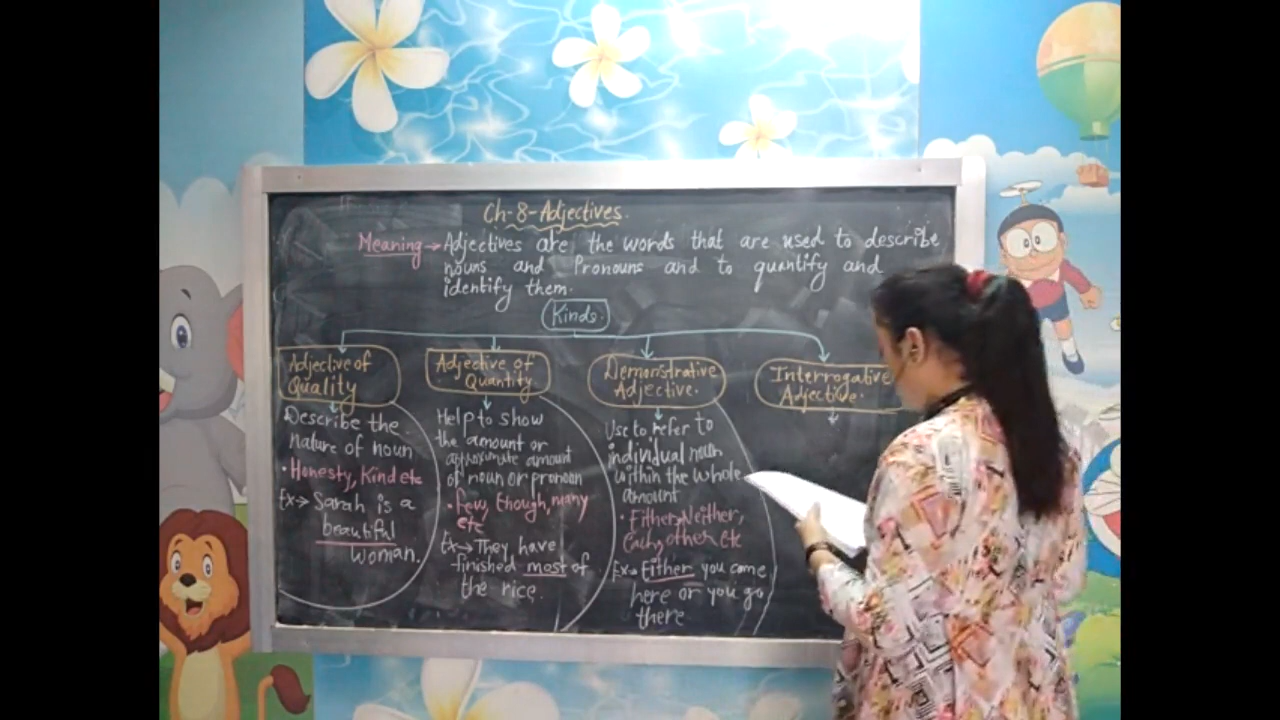 Ch-8-Adjectives.
Meaning→Adjectives are the words that are used to describe
nouns and Pronouns and to quantify and
identify them.
Kinds.
Adjective of
Quality
Describe the
nature of noun
• Honesty, Kind etc
Ex→ Sarah is a
beautiful
woman.
Adjective of
Quantity.
Help to show
the amount or
approximate amount
of noun or pronoun
• Few, Enough, many
etc
Ex→They have
finished most of
the rice.
Demonstrative
Adjective.
Use to refer to
individual noun
within the whole
amount
• Either, Neither,
Each, other etc
Ex→ Either you come
here or you go
there
Interrogative
Adjective.